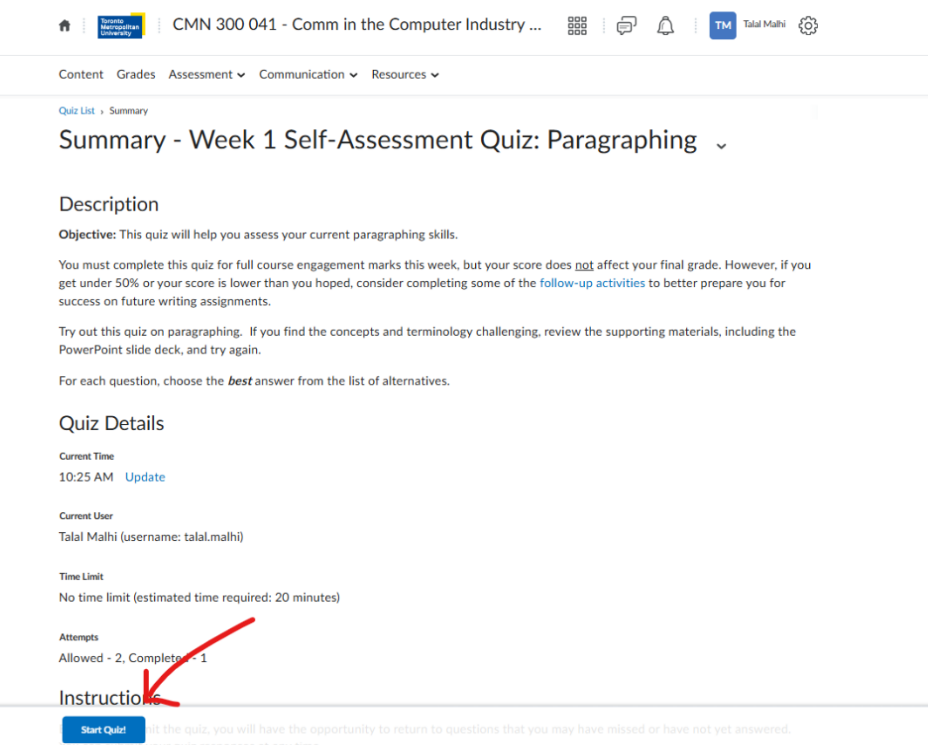 Toronto
Metropolitan
University
CMN 300 041 - Comm in the Computer Industry ...
TM
Talal Malhi
Content Grades Assessment Communication Resources
Quiz List › Summary
Summary - Week 1 Self-Assessment Quiz: Paragraphing
Description
Objective: This quiz will help you assess your current paragraphing skills.
You must complete this quiz for full course engagement marks this week, but your score does not affect your final grade. However, if you
get under 50% or your score is lower than you hoped, consider completing some of the follow-up activities to better prepare you for
success on future writing assignments.
Try out this quiz on paragraphing. If you find the concepts and terminology challenging, review the supporting materials, including the
PowerPoint slide deck, and try again.
For each question, choose the best answer from the list of alternatives.
Quiz Details
Current Time
10:25 AM Update
Current User
Talal Malhi (username: talal.malhi)
Time Limit
No time limit (estimated time required: 20 minutes)
Attempts
Allowed - 2, Completed - 1
Instructions
Start Quiz! the quiz, you will have the opportunity to return to questions that you may have missed or have not yet answered.